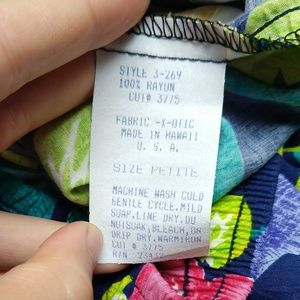 STYLE 3-269
100% RAYON
CUT# 3775
FABRIC -X-OTIC
MADE IN HAWAII
U. S. A.
SIZE PETITE
MACHINE WASH COLD
GENTLE CYCLE.MILD
SOAP.LINE DRY.DO
NOTSOAK,BLEACH,OR
DRIP DRY.WARMIRON
CUT # 3775
R/N